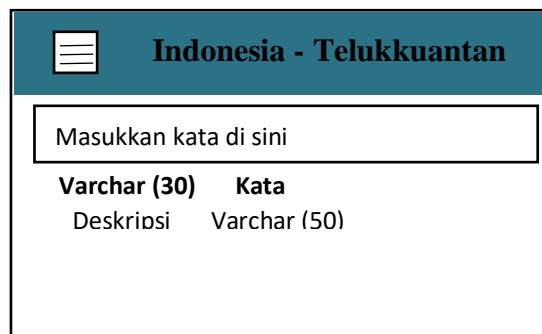 Indonesia - Telukkuantan
Masukkan kata di sini
Varchar (30) Kata
Deskripsi Varchar (50)